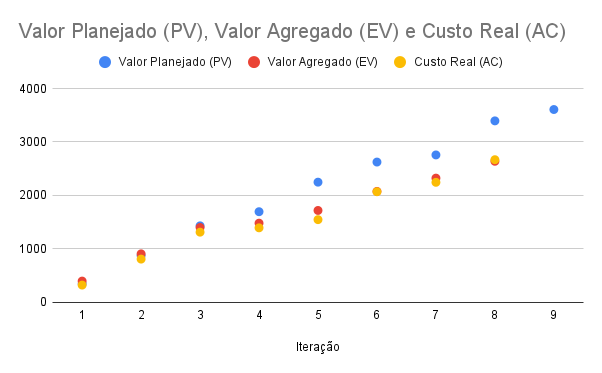 Valor Planejado (PV), Valor Agregado (EV) e Custo Real (AC)
Valor Planejado (PV) Valor Agregado (EV) Custo Real (AC)
4000
3000
2000
1000
0
1 2 3 4 5 6 7 8 9
Iteração